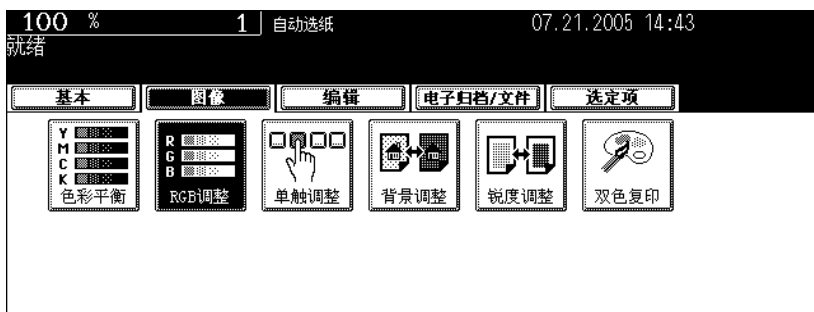 100 % 1 自动选纸 07.21.2005 14:43
就绪
基本 图像 编辑 电子归档/文件 选定项
Y
M
C
K
色彩平衡
R
G
B
RGB调整
单触调整
背景调整
锐度调整
双色复印